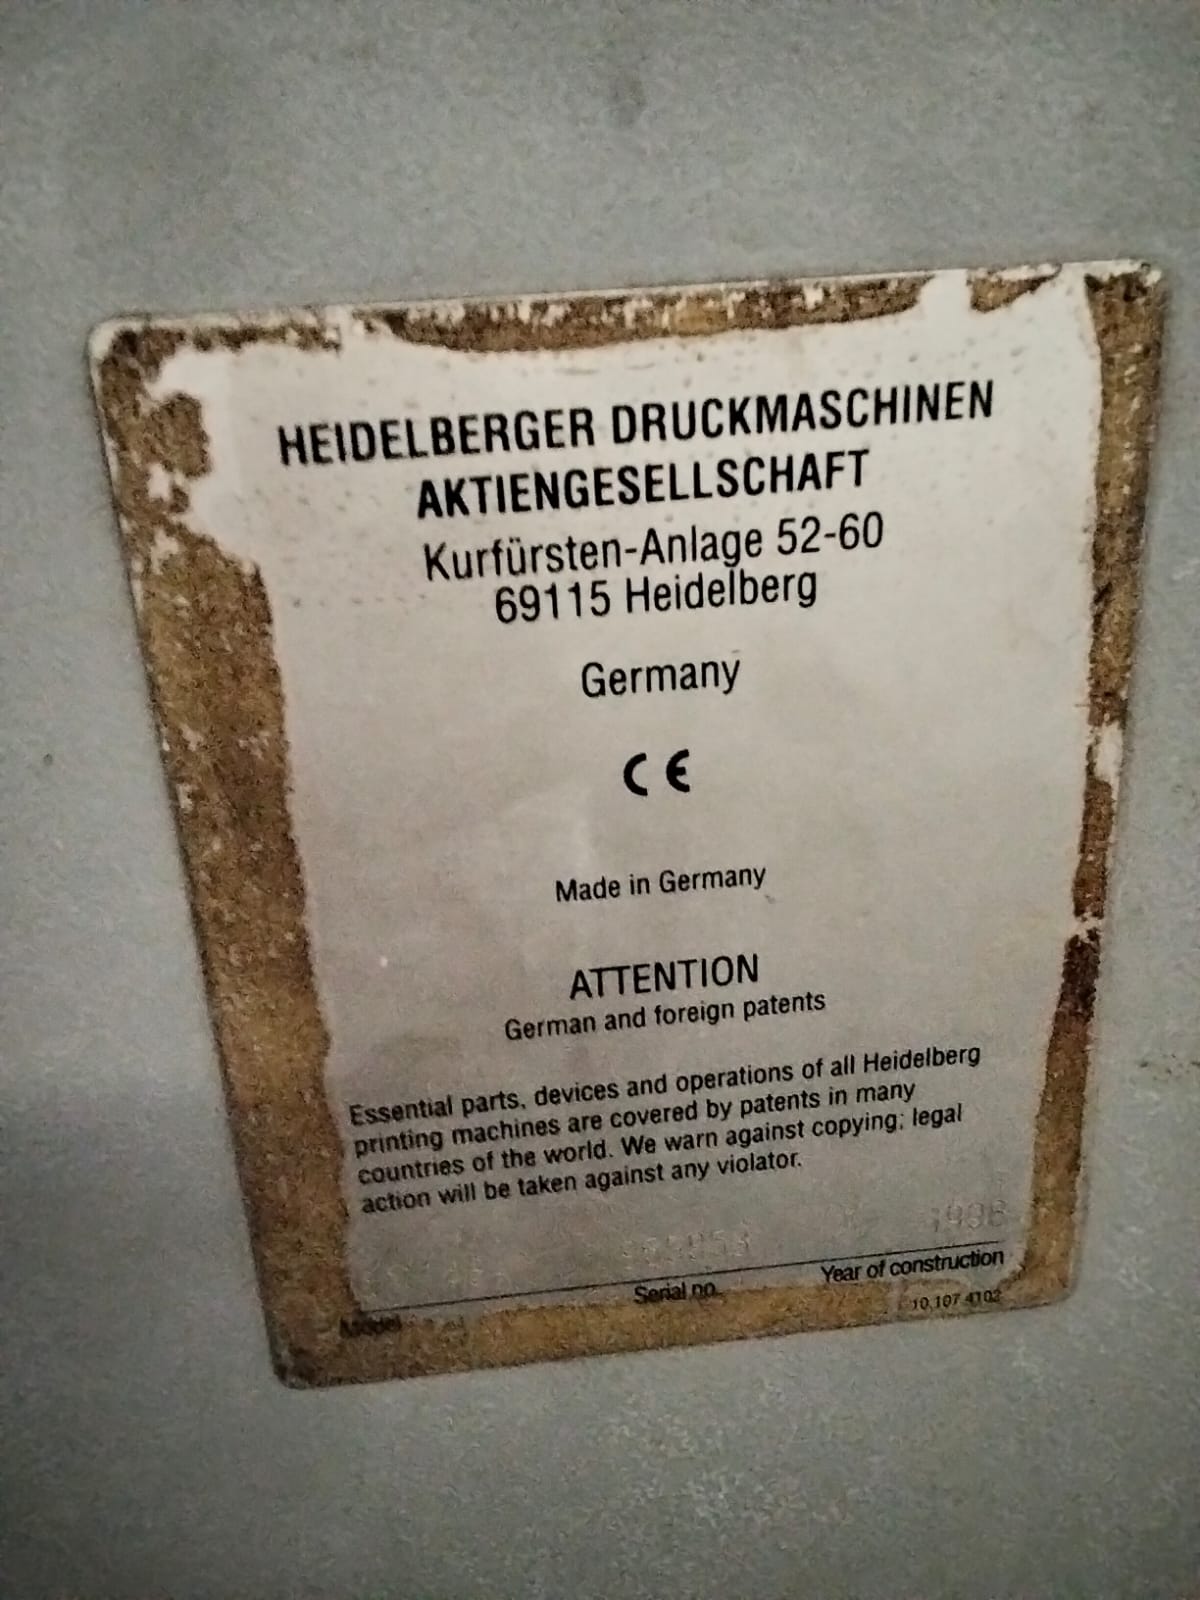 HEIDELBERGER DRUCKMASCHINEN
AKTIENGESELLSCHAFT
Kurfürsten-Anlage 52-60
69115 Heidelberg
Germany
CE
Made in Germany
ATTENTION
German and foreign patents
Essential parts, devices and operations of all Heidelberg
printing machines are covered by patents in many
countries of the world. We warn against copying; legal
action will be taken against any violator.
Model
Serial no.
Year of construction
10.107.4102